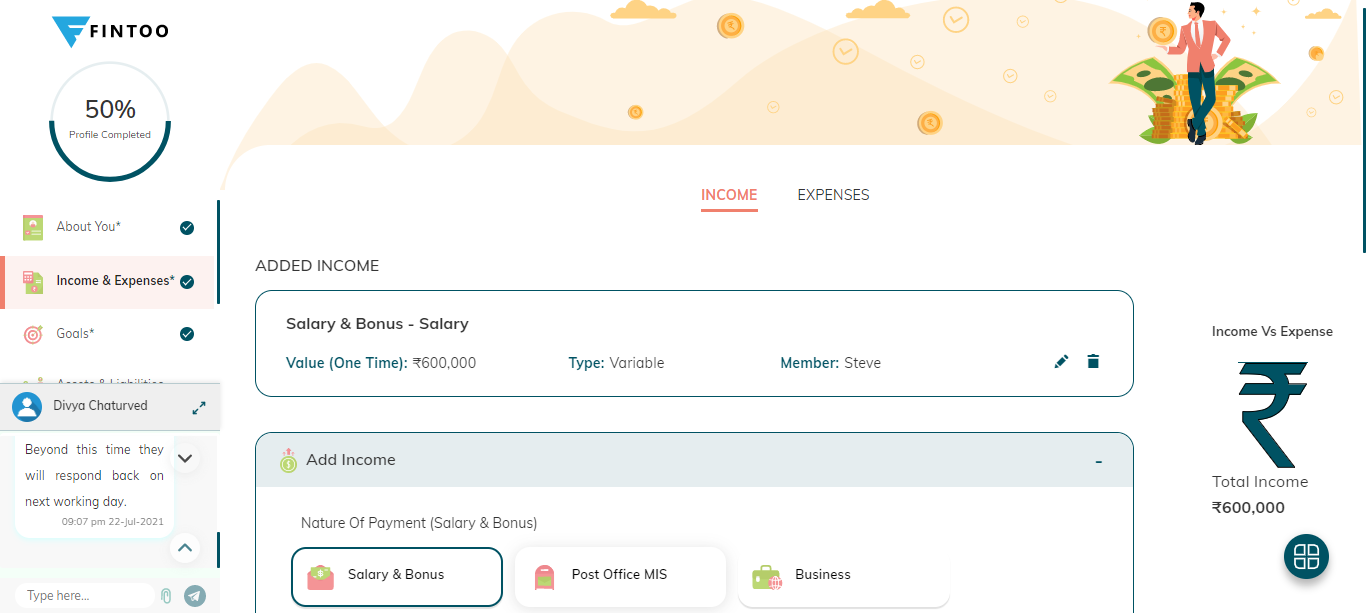 FINTOO
50%
Profile Completed
About You*
Income & Expenses*
Goals*
Assets & Liabilities
Divya Chaturved
Beyond this time they
will respond back on
next working day.
09:07 pm 22-Jul-2021
Type here...
INCOME
EXPENSES
ADDED INCOME
Salary & Bonus - Salary
Value (One Time): ₹600,000
Type: Variable
Member: Steve
Add Income
-
Nature Of Payment (Salary & Bonus)
Salary & Bonus
Post Office MIS
Business
Income Vs Expense
₹
Total Income
₹600,000